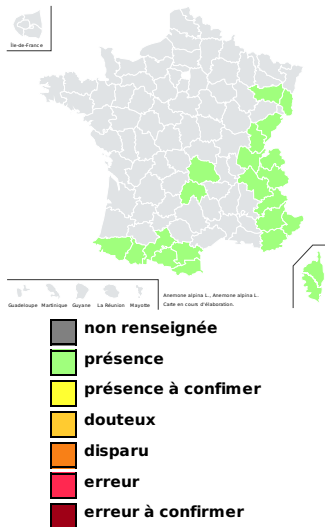 Île-de-France
Guadeloupe Martinique Guyane La Réunion Mayotte
Anemone alpina L., Anemone alpina L.
Carte en cours d'élaboration.
non renseignée
présence
présence à confimer
douteux
disparu
erreur
erreur à confirmer